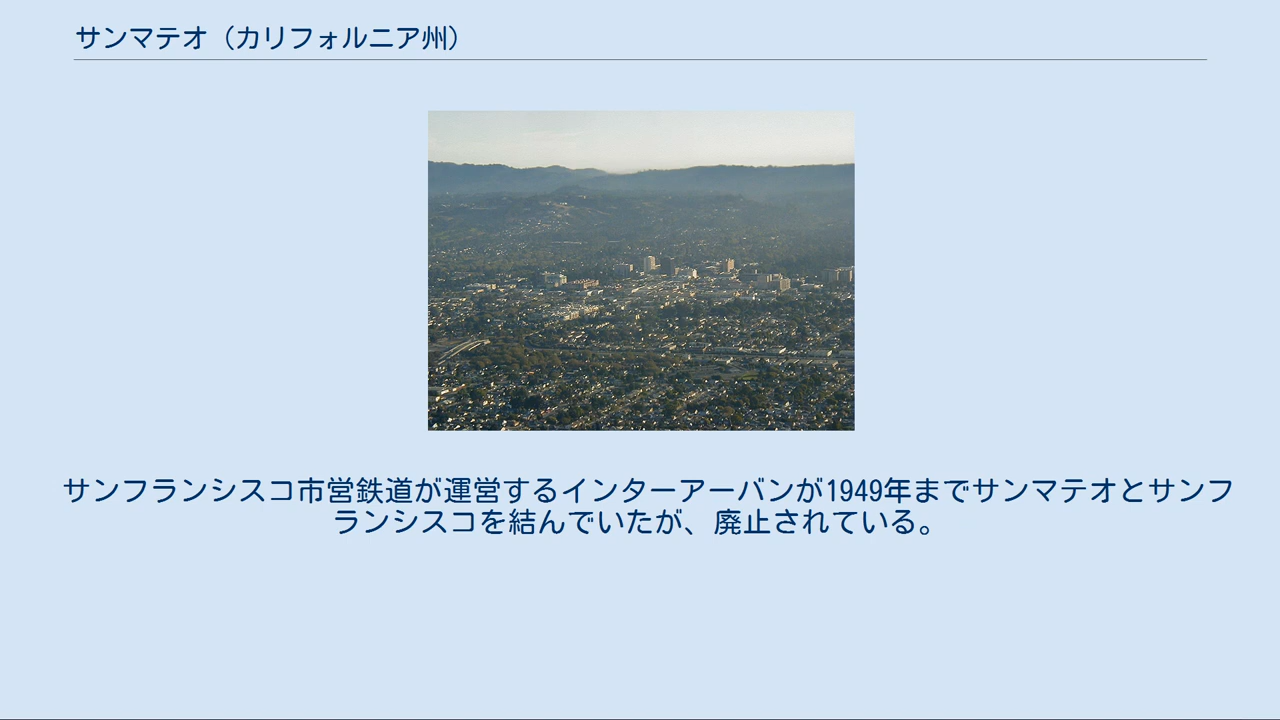 サンマテオ（カリフォルニア州）
サンフランシスコ市営鉄道が運営するインターアーバンが1949年までサンマテオとサンフ
ランシスコを結んでいたが、廃止されている。